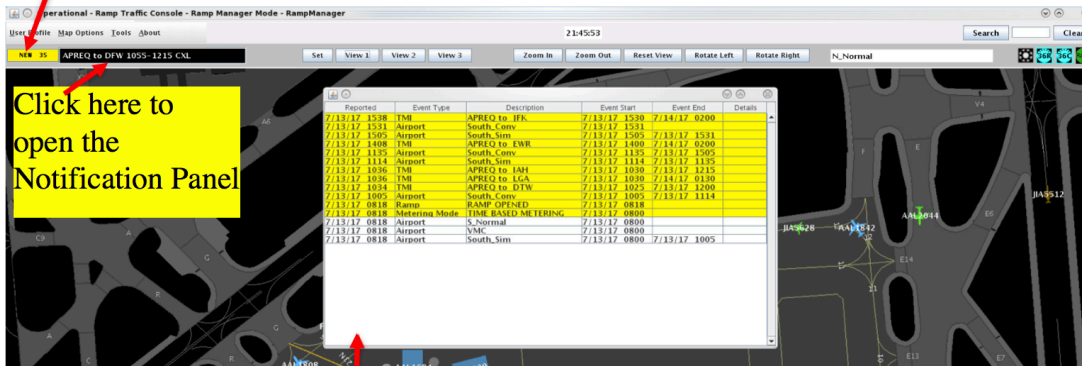 Operational - Ramp Traffic Console - Ramp Manager Mode - RampManager
User Profile Map Options Tools About
21:45:53
Search
Clea
NEW 35 APREQ to DFW 1055-1215 CXL
Set View 1 View 2 View 3 Zoom In Zoom Out Reset View Rotate Left Rotate Right N_Normal 36R 36C
Click here to
open the
Notification Panel
Reported Event Type Description Event Start Event End Details
7/13/17 1538 TMI APREQ to JFK 7/13/17 1530 7/14/17 0200
7/13/17 1531 Airport South_Conv 7/13/17 1531
7/13/17 1505 Airport South_Sim 7/13/17 1505 7/13/17 1531
7/13/17 1408 TMI APREQ to EWR 7/13/17 1400 7/14/17 0200
7/13/17 1135 Airport South_Conv 7/13/17 1135 7/13/17 1505
7/13/17 1114 Airport South_Sim 7/13/17 1114 7/13/17 1135
7/13/17 1036 TMI APREQ to IAH 7/13/17 1030 7/13/17 1215
7/13/17 1036 TMI APREQ to LGA 7/13/17 1030 7/14/17 0130
7/13/17 1034 TMI APREQ to DTW 7/13/17 1025 7/13/17 1200
7/13/17 1005 Airport South_Conv 7/13/17 1005 7/13/17 1114
7/13/17 0818 Ramp RAMP OPENED 7/13/17 0818
7/13/17 0818 Metering Mode TIME BASED METERING 7/13/17 0800
7/13/17 0818 Airport S_Normal 7/13/17 0800
7/13/17 0818 Airport VMC 7/13/17 0800
7/13/17 0818 Airport South_Sim 7/13/17 0800 7/13/17 1005
A6
C9
A
R
G
A
C
R
V4
F
E
JIA5512
AAL2044
E6
JIA5628
AAL1842
E14
E13
E7
AAL1808